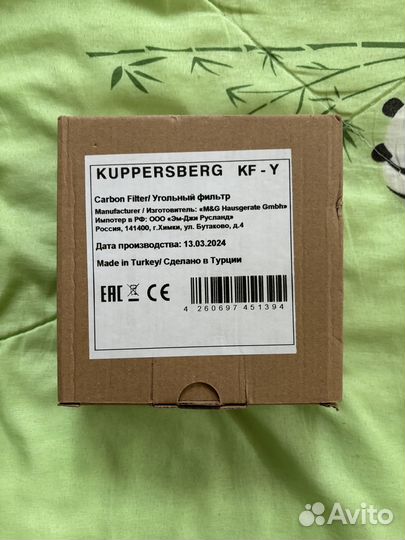 KUPPERSBERG KF - Y
Carbon Filter/ Угольный фильтр
Manufacturer / Изготовитель: «M&G Hausgerate Gmbh»
Импотер в РФ: ООО «Эм-Джи Русланд»
Россия, 141400, г.Химки, ул. Бутаково, д.4
Дата производства: 13.03.2024
Made in Turkey/ Сделано в Турции
EAC CE
4 260697 451394
Avito